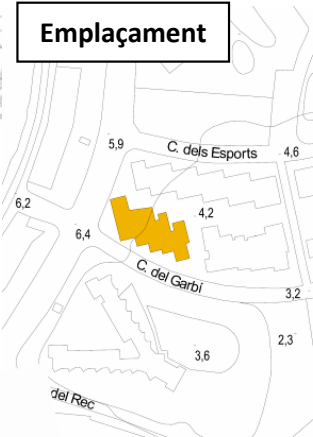 Emplaçament
5,9
C. dels Esports
4,6
6,2
4,2
6,4
C. del Garbí
3,2
2,3
3,6
del Rec